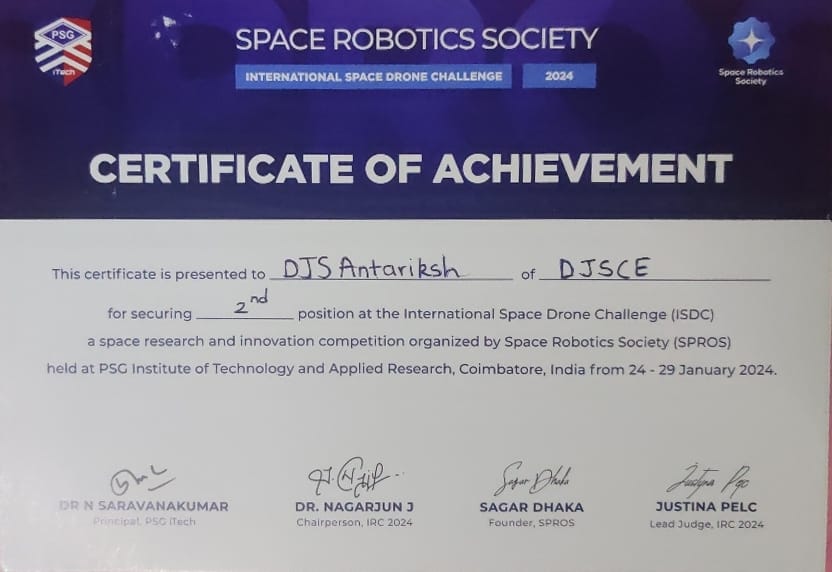 PSG
iTech
SPACE ROBOTICS SOCIETY
INTERNATIONAL SPACE DRONE CHALLENGE 2024
Space Robotics
Society
CERTIFICATE OF ACHIEVEMENT
This certificate is presented to DJS Antariksh of DJSCE
for securing 2nd position at the International Space Drone Challenge (ISDC)
a space research and innovation competition organized by Space Robotics Society (SPROS)
held at PSG Institute of Technology and Applied Research, Coimbatore, India from 24 - 29 January 2024.
Sagar Dhaka
DR N SARAVANAKUMAR DR. NAGARJUN J SAGAR DHAKA JUSTINA PELC
Principal, PSG iTech Chairperson, IRC 2024 Founder, SPROS Lead Judge, IRC 2024